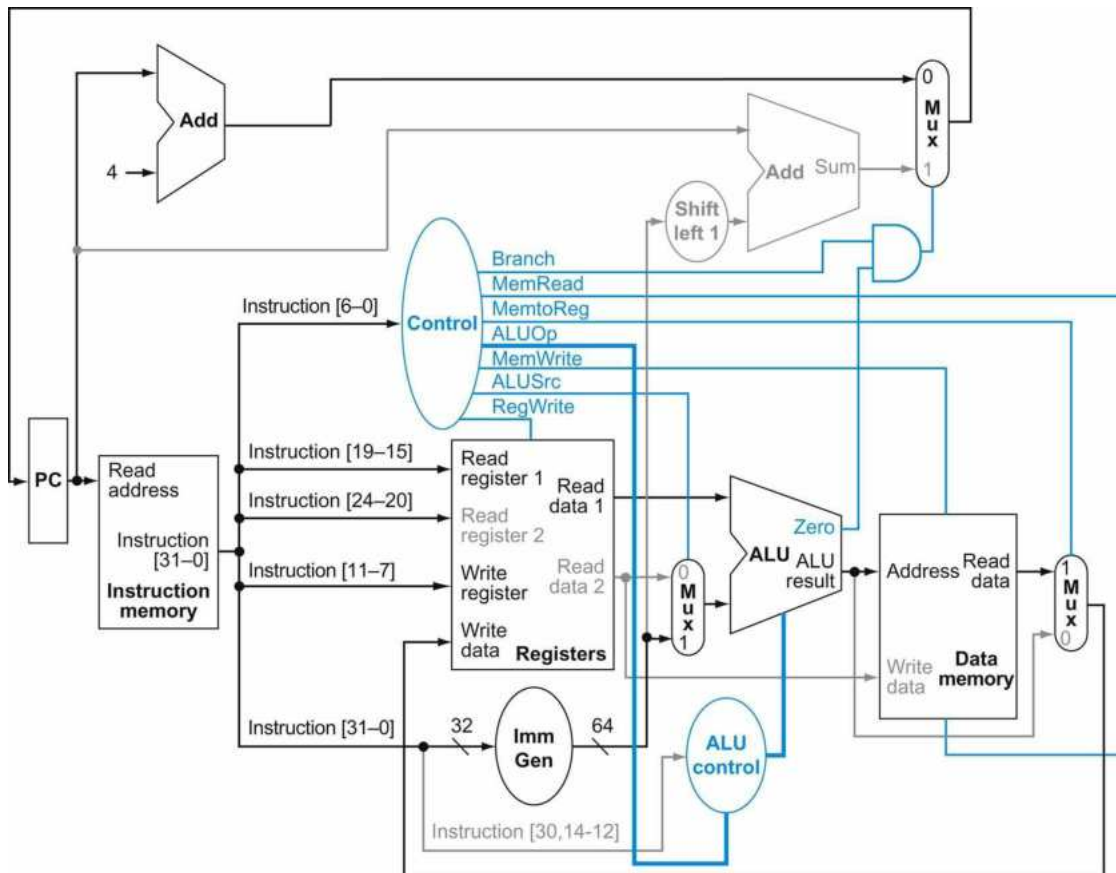 0
Mux
1
Add
4
Add Sum
Shift
left 1
Branch
MemRead
Instruction [6–0]
MemtoReg
Control
ALUOp
MemWrite
ALUSrc
RegWrite
PC
Read
address
Instruction
[31–0]
Instruction
memory
Instruction [19–15]
Instruction [24–20]
Instruction [11–7]
Read
register 1
Read
data 1
Read
register 2
Write
register
Read
data 2
Write
data
Registers
0
Mux
1
Zero
ALU
ALU
result
Address
Read
data
Write
data
Data
memory
1
Mux
0
Instruction [31–0]
32
Imm
Gen
64
ALU
control
Instruction [30,14-12]